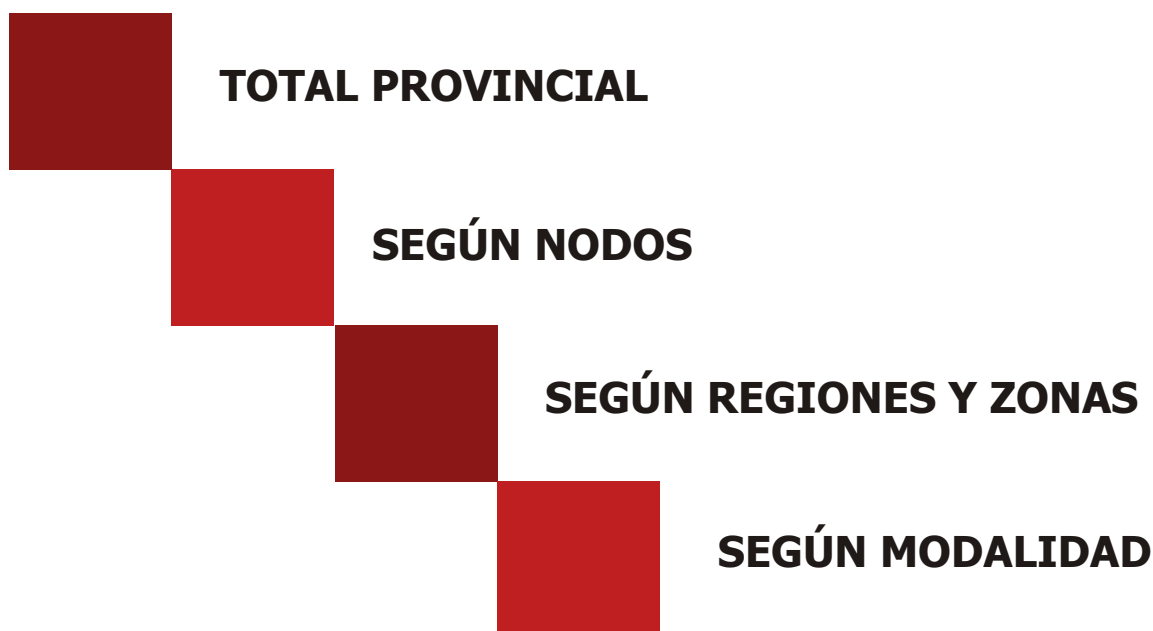 TOTAL PROVINCIAL
SEGÚN NODOS
SEGÚN REGIONES Y ZONAS
SEGÚN MODALIDAD